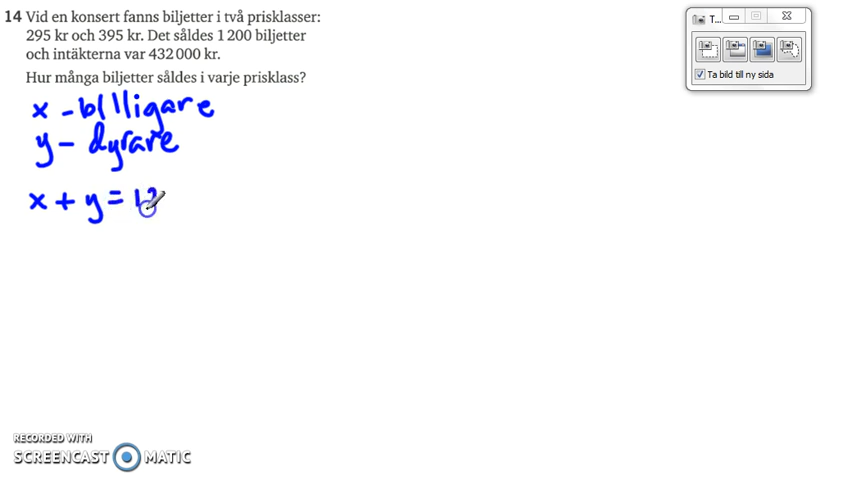 14 Vid en konsert fanns biljetter i två prisklasser:
295 kr och 395 kr. Det såldes 1 200 biljetter
och intäkterna var 432 000 kr.
Hur många biljetter såldes i varje prisklass?
x - billigare
y - dyrare
x + y = 12
T...
Ta bild till ny sida
RECORDED WITH
SCREENCAST MATIC